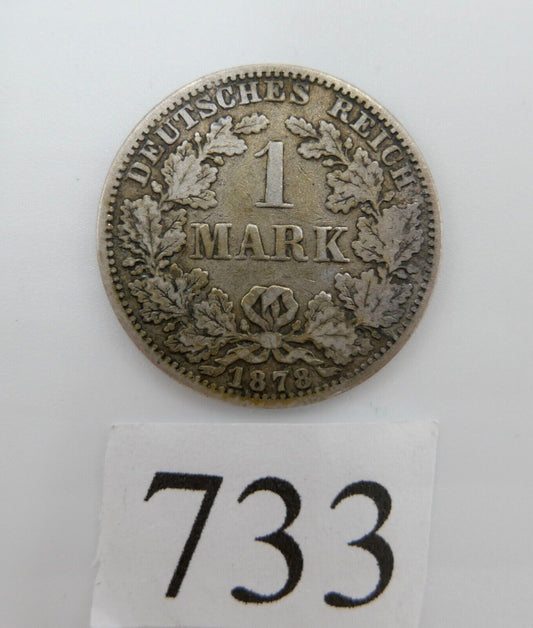 DEUTSCHES REICH
1
MARK
1878
733